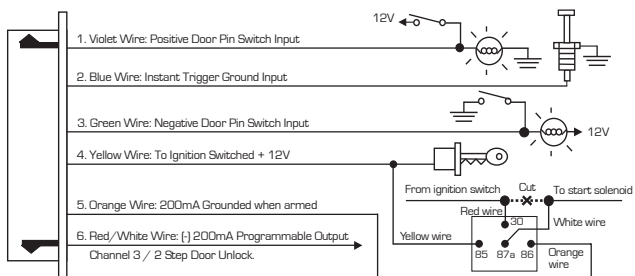 12V
1. Violet Wire: Positive Door Pin Switch Input
2. Blue Wire: Instant Trigger Ground Input
3. Green Wire: Negative Door Pin Switch Input
12V
4. Yellow Wire: To Ignition Switched + 12V
From ignition switch
Cut
To start solenoid
5. Orange Wire: 200mA Grounded when armed
Red wire
30
White wire
6. Red/White Wire: [-] 200mA Programmable Output
Channel 3 / 2 Step Door Unlock.
Yellow wire
85 87a 86
Orange
wire